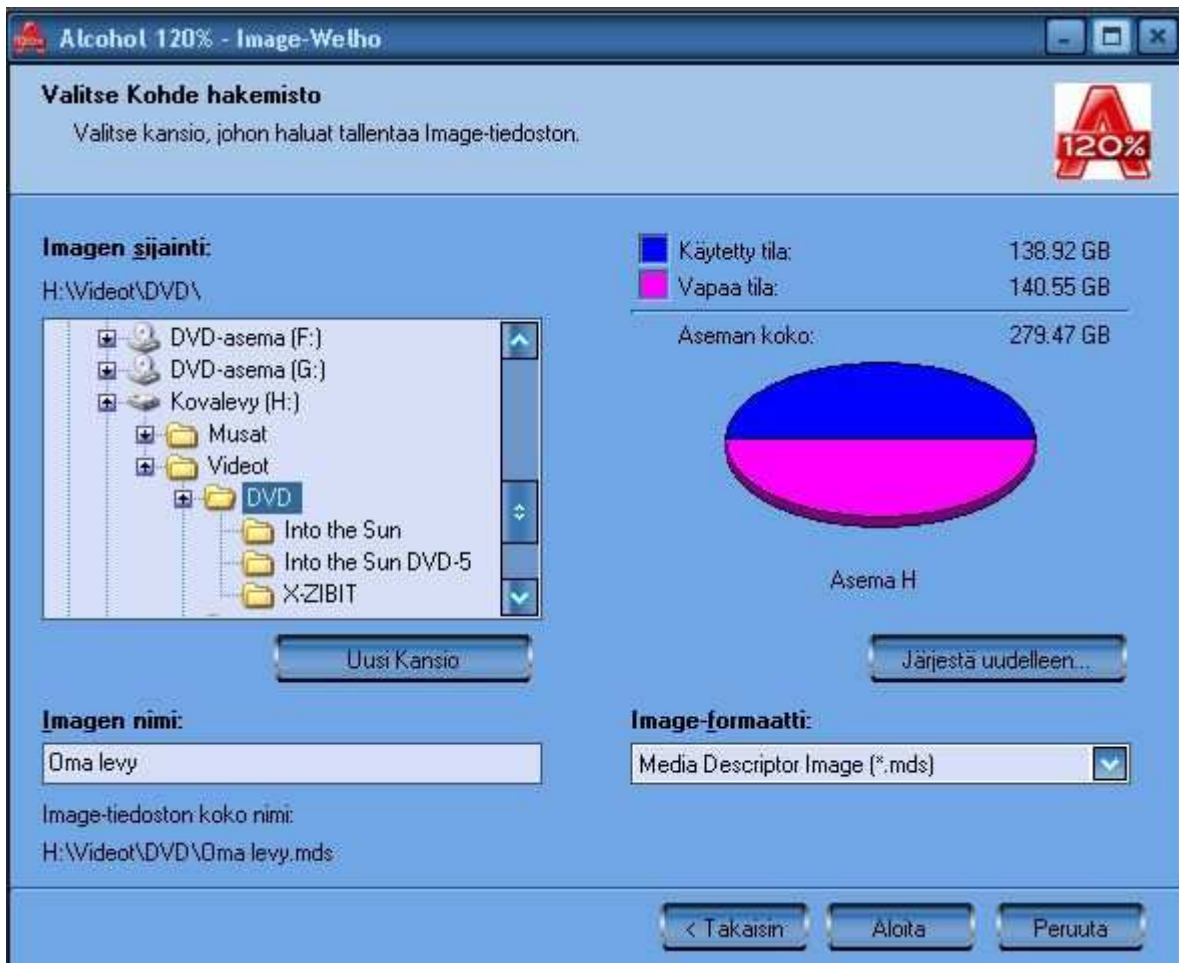 Alcohol 120% - Image-Welho
Valitse Kohde hakemisto
Valitse kansio, johon haluat tallentaa Image-tiedoston.
A
120%
Imagen sijainti:
H:\Videot\DVD\
DVD-asema (F:)
DVD-asema (G:)
Kovalevy (H:)
Musat
Videot
DVD
Into the Sun
Into the Sun DVD-5
X-ZIBIT
Uusi Kansio
Käytetty tila: 138.92 GB
Vapaa tila: 140.55 GB
Aseman koko: 279.47 GB
Asema H
Järjestä uudelleen...
Imagen nimi:
Oma levy
Image-tiedoston koko nimi:
H:\Videot\DVD\Oma levy.mds
Image-formaatti:
Media Descriptor Image (*.mds)
< Takaisin
Aloita
Peruuta